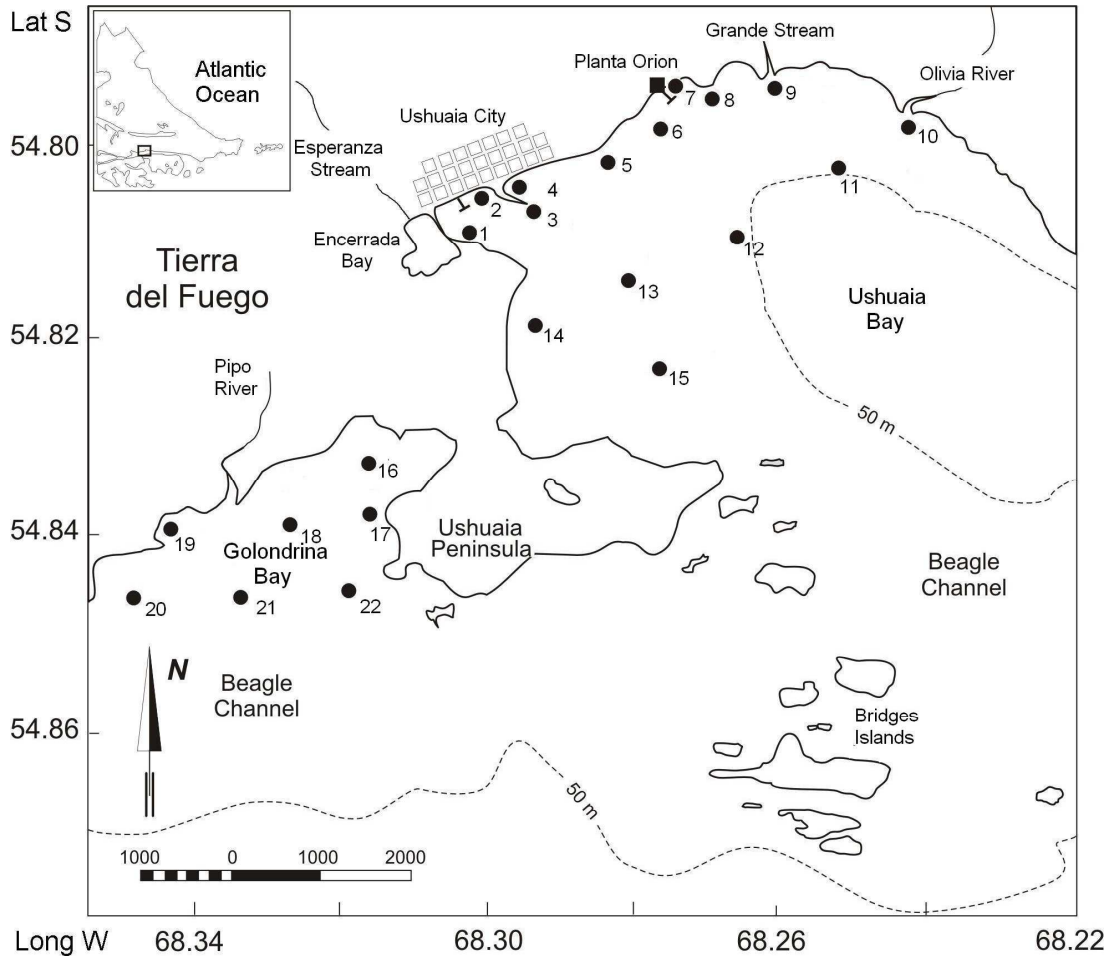 Lat S
Atlantic
Ocean
Grande Stream
Planta Orion
Olivia River
Ushuaia City
54.80
Esperanza
Stream
7
8
9
10
6
5
11
4
2
3
1
12
Encerrada
Bay
Tierra
del Fuego
13
Ushuaia
Bay
54.82
14
15
Pipo
River
50 m
16
17
18
19
54.84
Golondrina
Bay
Ushuaia
Peninsula
Beagle
Channel
20
21
22
N
Beagle
Channel
54.86
Bridges
Islands
50 m
1000 0 1000 2000
Long W 68.34 68.30 68.26 68.22